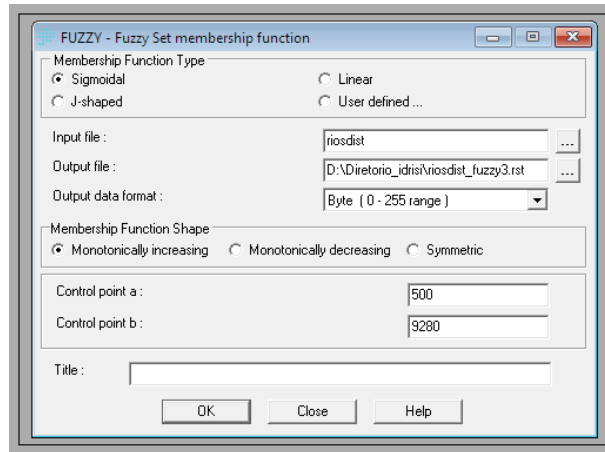 FUZZY - Fuzzy Set membership function
Membership Function Type
Sigmoidal Linear
J-shaped User defined ...
Input file : riosdist ...
Output file : D:\Diretorio_idrisi\riosdist_fuzzy3.rst ...
Output data format : Byte ( 0 - 255 range )
Membership Function Shape
Monotonically increasing Monotonically decreasing Symmetric
Control point a : 500
Control point b : 9280
Title :
OK Close Help